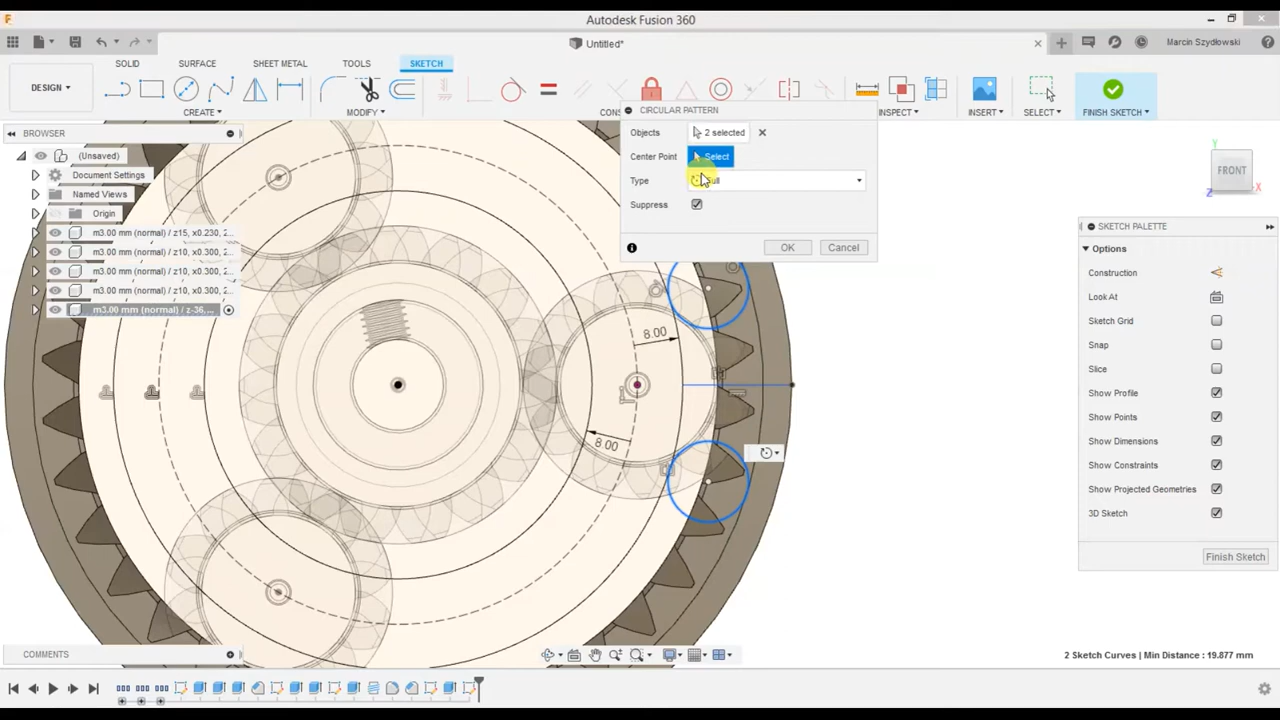 Autodesk Fusion 360
Untitled*
Marcin Szydłowski
DESIGN
SOLID
SURFACE
SHEET METAL
TOOLS
SKETCH
CREATE
MODIFY
INSPECT
INSERT
SELECT
FINISH SKETCH
CIRCULAR PATTERN
Objects
2 selected
Center Point
Select
Type
Suppress
OK
Cancel
BROWSER
(Unsaved)
Document Settings
Named Views
Origin
m3.00 mm (normal) / z15, x0.230, 2...
m3.00 mm (normal) / z10, x0.300, 2...
m3.00 mm (normal) / z10, x0.300, 2...
m3.00 mm (normal) / z10, x0.300, 2...
m3.00 mm (normal) / z-36,...
8.00
8.00
Y
FRONT
X
Z
SKETCH PALETTE
Options
Construction
Look At
Sketch Grid
Snap
Slice
Show Profile
Show Points
Show Dimensions
Show Constraints
Show Projected Geometries
3D Sketch
Finish Sketch
COMMENTS
2 Sketch Curves | Min Distance : 19.877 mm